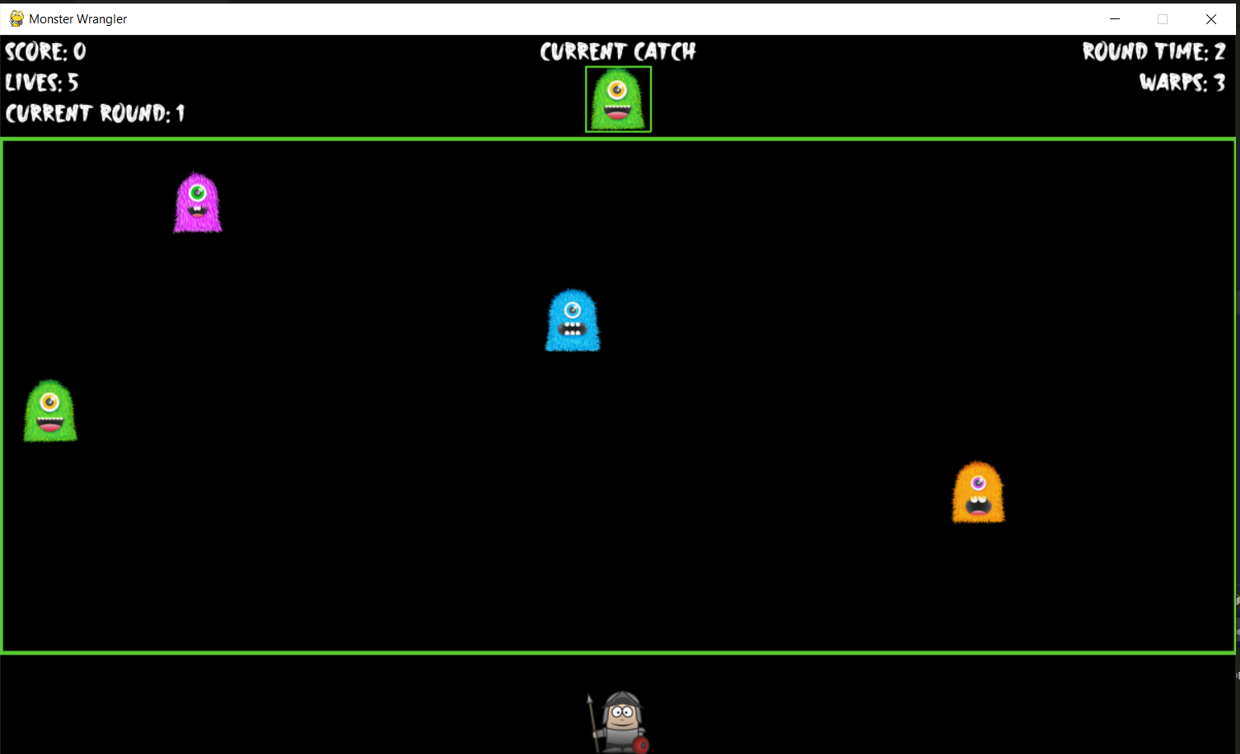 Monster Wrangler
SCORE: 0
CURRENT CATCH
ROUND TIME: 2
LIVES: 5
WARPS: 3
CURRENT ROUND: 1